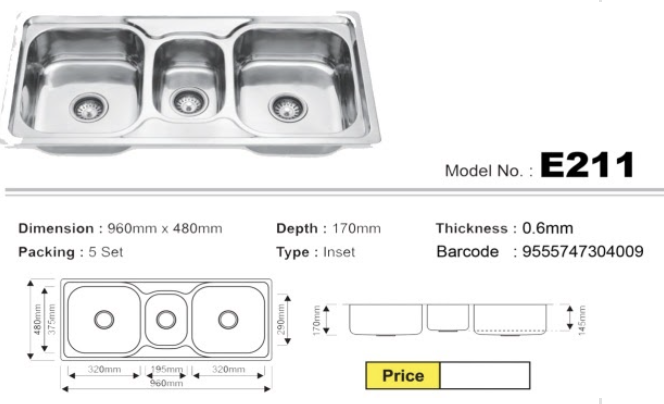 Model No. : E211
Dimension : 960mm x 480mm
Depth : 170mm
Thickness : 0.6mm
Packing : 5 Set
Type : Inset
Barcode : 9555747304009
480mm
375mm
290mm
170mm
145mm
320mm
195mm
320mm
960mm
Price